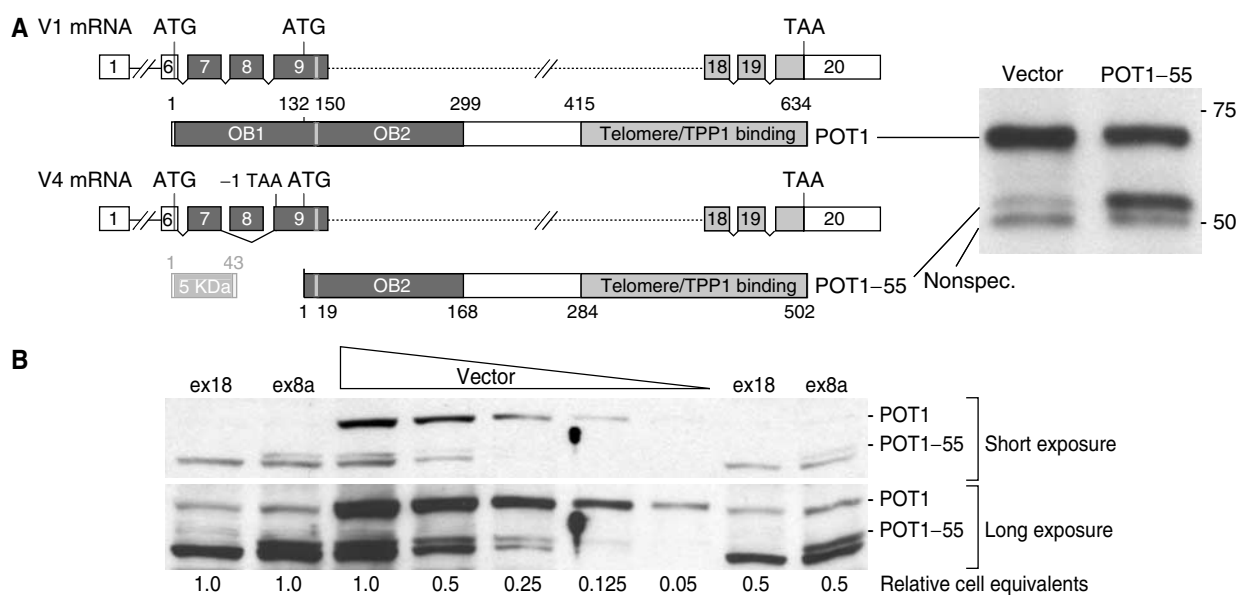 A
V1 mRNA ATG ATG TAA
1 6 7 8 9 18 19 20
1 132 150 299 415 634
OB1 OB2 Telomere/TPP1 binding POT1
V4 mRNA ATG −1 TAA ATG TAA
1 6 7 8 9 18 19 20
1 43
5 KDa OB2 Telomere/TPP1 binding POT1−55
1 19 168 284 502
Vector POT1−55
- 75
- 50
Nonspec.
B
ex18 ex8a Vector ex18 ex8a
- POT1
- POT1−55
Short exposure
- POT1
- POT1−55
Long exposure
1.0 1.0 1.0 0.5 0.25 0.125 0.05 0.5 0.5 Relative cell equivalents